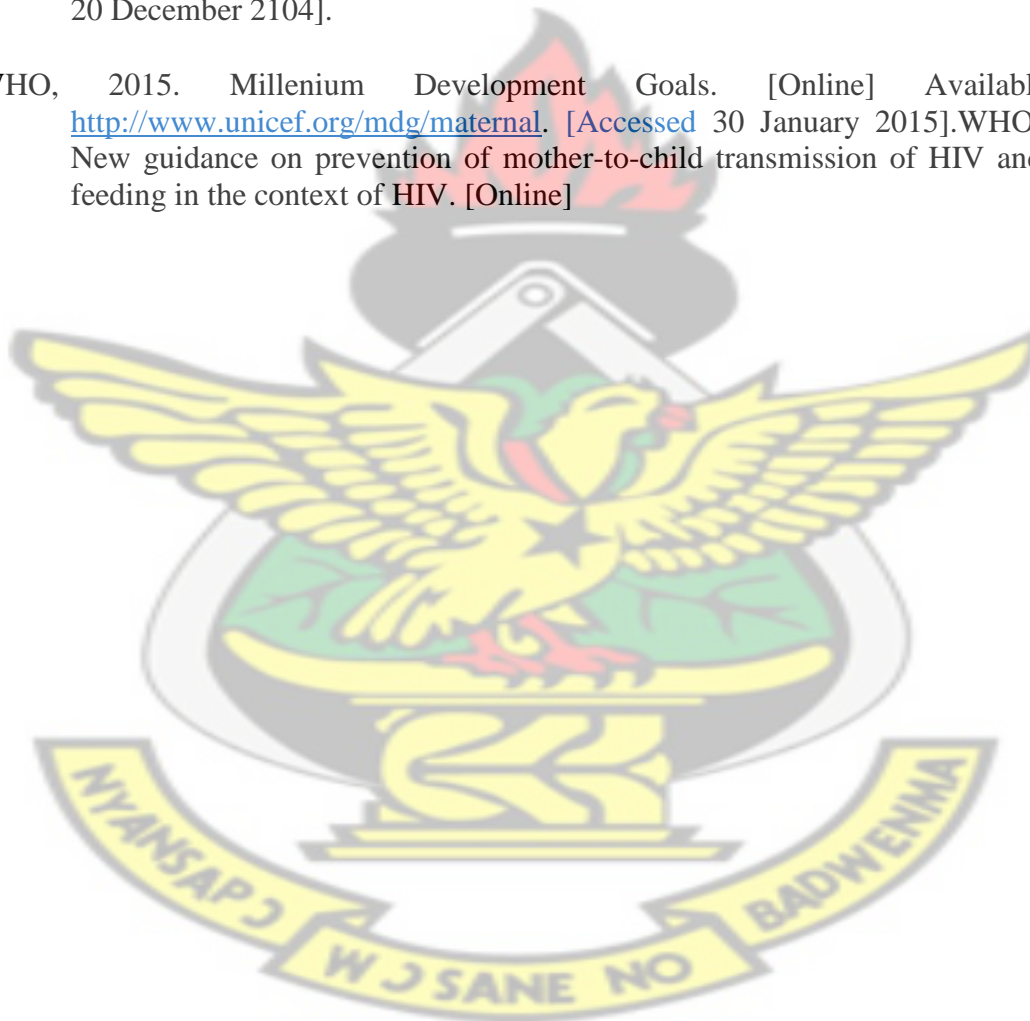 20 December 2104].
WHO, 2015. Millenium Development Goals. [Online] Availabl
http://www.unicef.org/mdg/maternal. [Accessed 30 January 2015].WHO
New guidance on prevention of mother-to-child transmission of HIV and
feeding in the context of HIV. [Online]
NYANSAPƆ
WƆSANE NO
BADWENMA